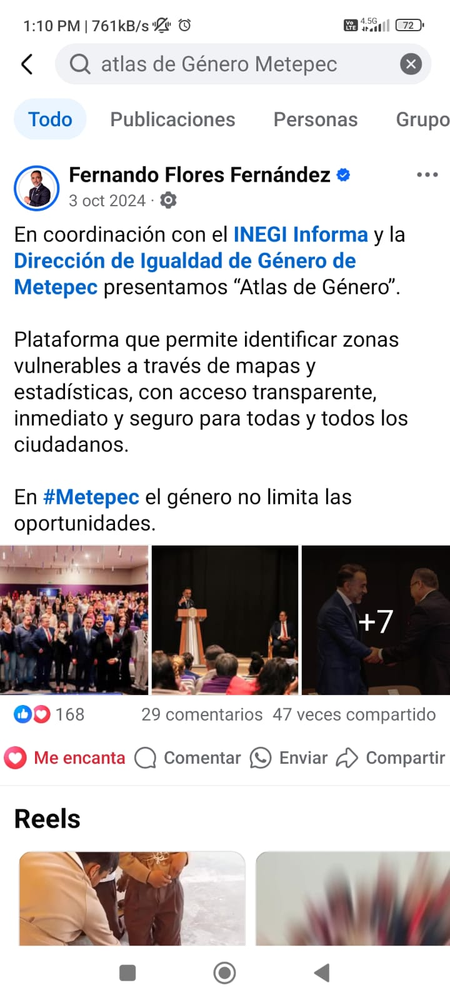 1:10 PM | 761kB/s
Vo LTE 4.5G 72
atlas de Género Metepec
Todo Publicaciones Personas Grupo
Fernando Flores Fernández
3 oct 2024 ·
En coordinación con el INEGI Informa y la
Dirección de Igualdad de Género de
Metepec presentamos “Atlas de Género”.
Plataforma que permite identificar zonas
vulnerables a través de mapas y
estadísticas, con acceso transparente,
inmediato y seguro para todas y todos los
ciudadanos.
En #Metepec el género no limita las
oportunidades.
+7
168 29 comentarios 47 veces compartido
Me encanta Comentar Enviar Compartir
Reels